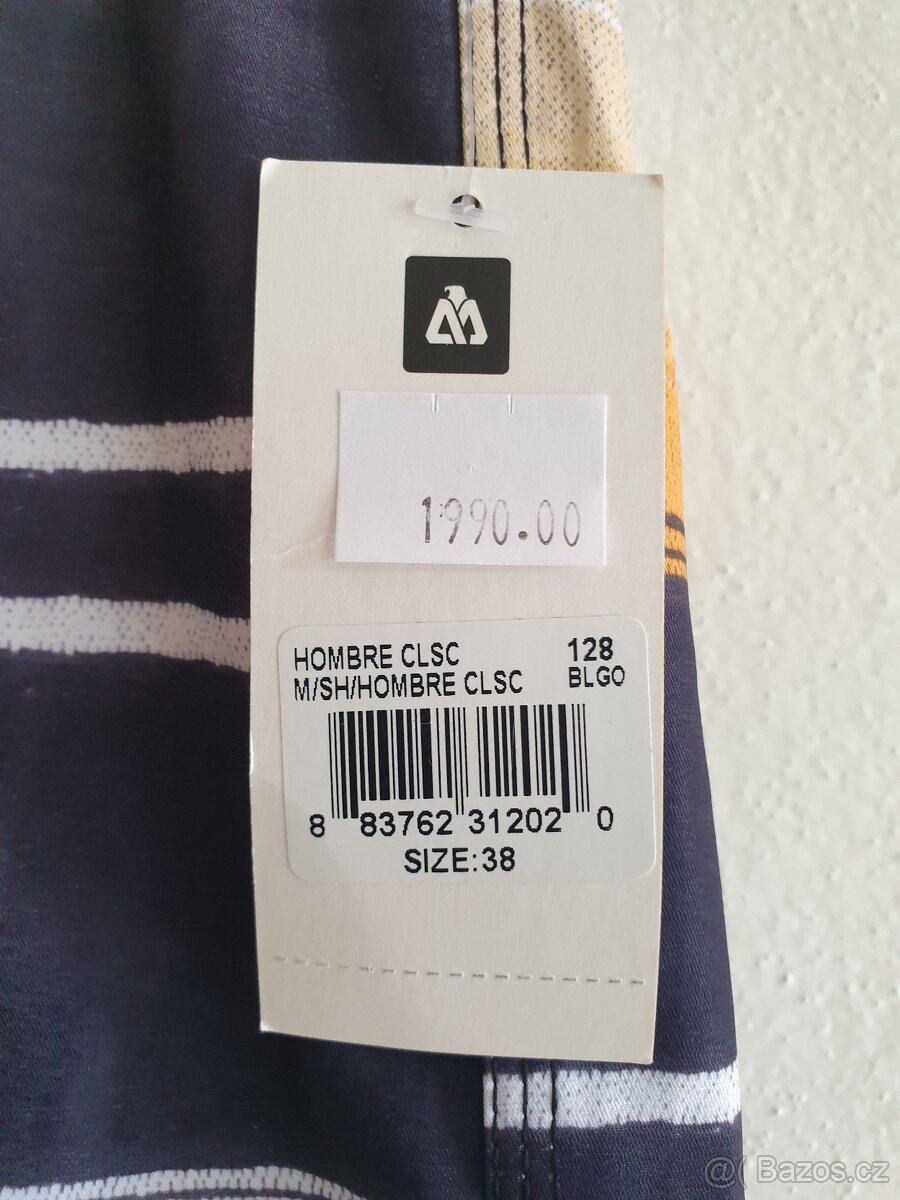 1990.00
HOMBRE CLSC 128
M/SH/HOMBRE CLSC BLGO
8 83762 31202 0
SIZE:38
@( Bazos.cz